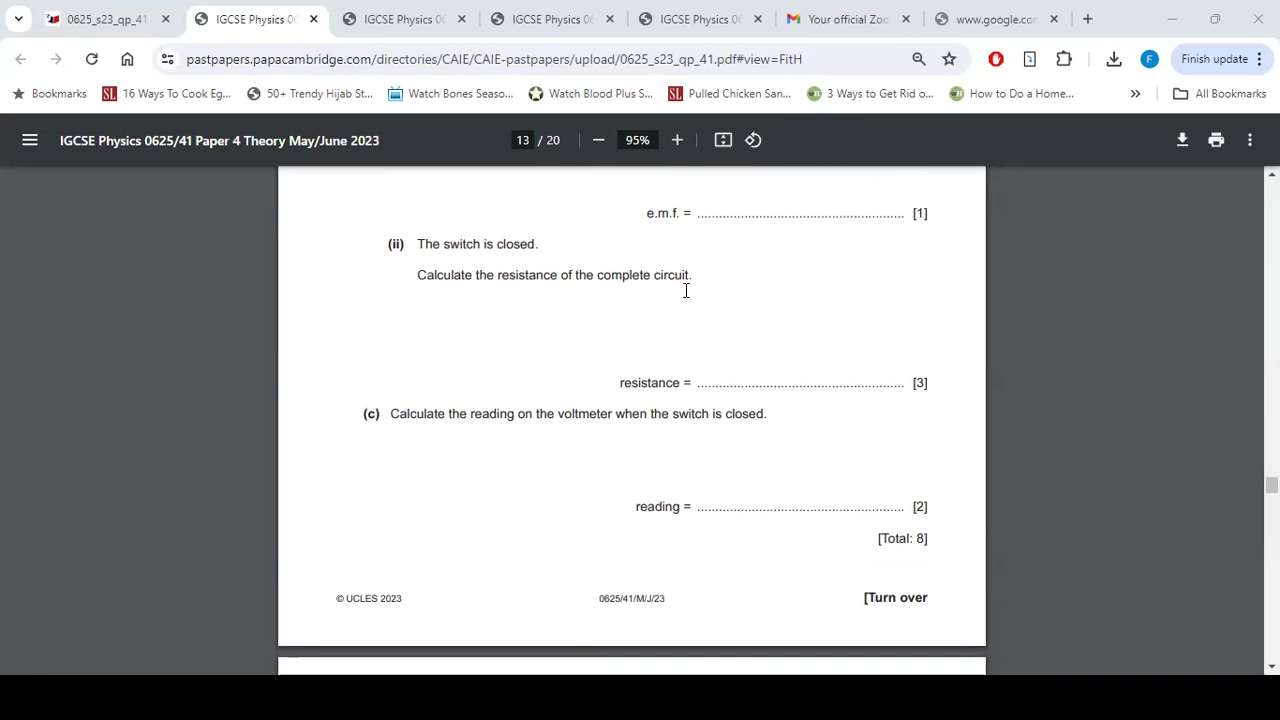 0625_s23_qp_41
IGCSE Physics 06
IGCSE Physics 0
IGCSE Physics 0
IGCSE Physics 0
Your official Zoo
www.google.com
pastpapers.papacambridge.com/directories/CAIE/CAIE-pastpapers/upload/0625_s23_qp_41.pdf#view=FitH
F
Finish update
Bookmarks
16 Ways To Cook Eg...
50+ Trendy Hijab St...
Watch Bones Seaso...
Watch Blood Plus S...
Pulled Chicken San...
3 Ways to Get Rid o...
How to Do a Home...
All Bookmarks
IGCSE Physics 0625/41 Paper 4 Theory May/June 2023
13 / 20
95%
e.m.f. = .......................................................... [1]
(ii) The switch is closed.
Calculate the resistance of the complete circuit.
resistance = .......................................................... [3]
(c) Calculate the reading on the voltmeter when the switch is closed.
reading = .......................................................... [2]
[Total: 8]
© UCLES 2023
0625/41/M/J/23
[Turn over